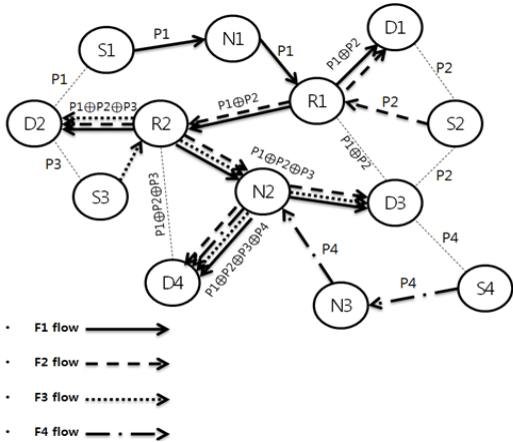 D1
S1
P1
N1
P1
P1⊕P2
P2
P1
P1⊕P2⊕P3
P1⊕P2
R1
P2
S2
D2
R2
P1⊕P2
P2
P3
P1⊕P2⊕P3
S3
P1⊕P2⊕P3
N2
D3
D4
P1⊕P2⊕P3⊕P4
P4
P4
N3
P4
S4
• F1 flow
• F2 flow
• F3 flow
• F4 flow